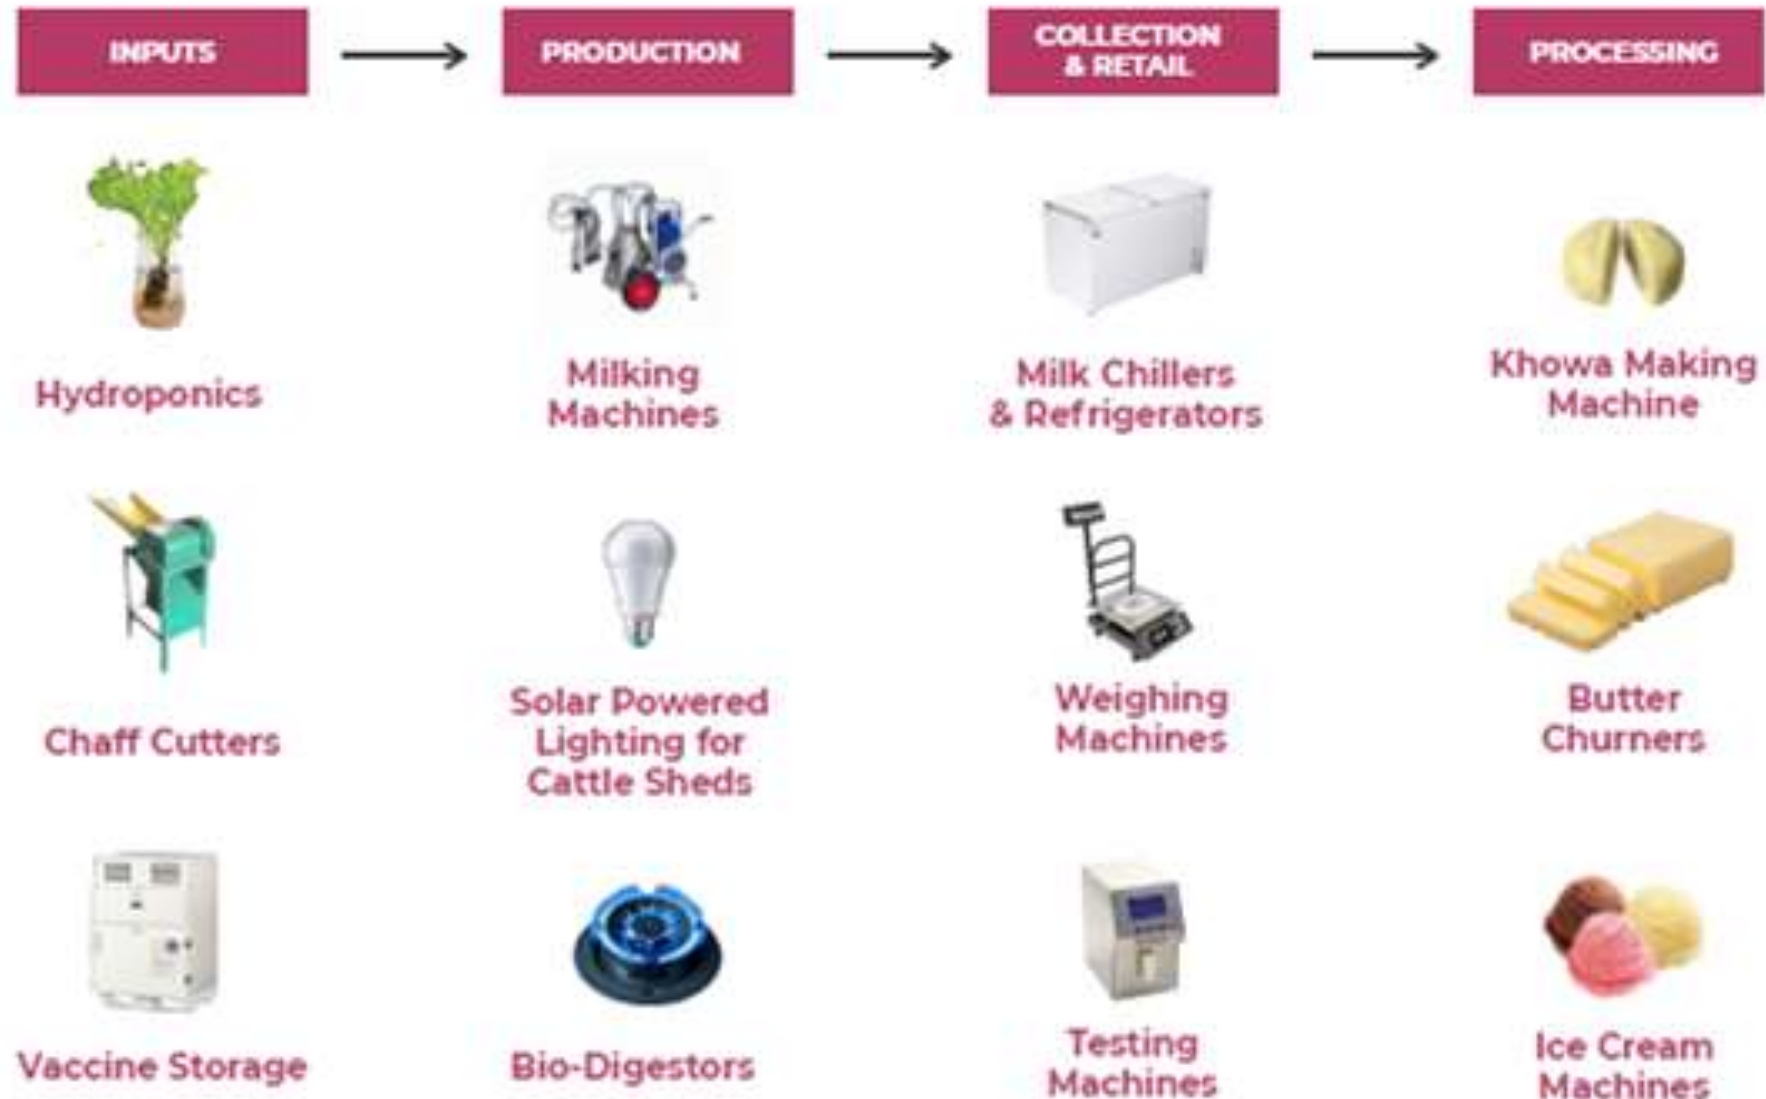 INPUTS
PRODUCTION
COLLECTION
& RETAIL
PROCESSING
Hydroponics
Milking
Machines
Milk Chillers
& Refrigerators
Khowa Making
Machine
Chaff Cutters
Solar Powered
Lighting for
Cattle Sheds
Weighing
Machines
Butter
Churners
Vaccine Storage
Bio-Digestors
Testing
Machines
Ice Cream
Machines